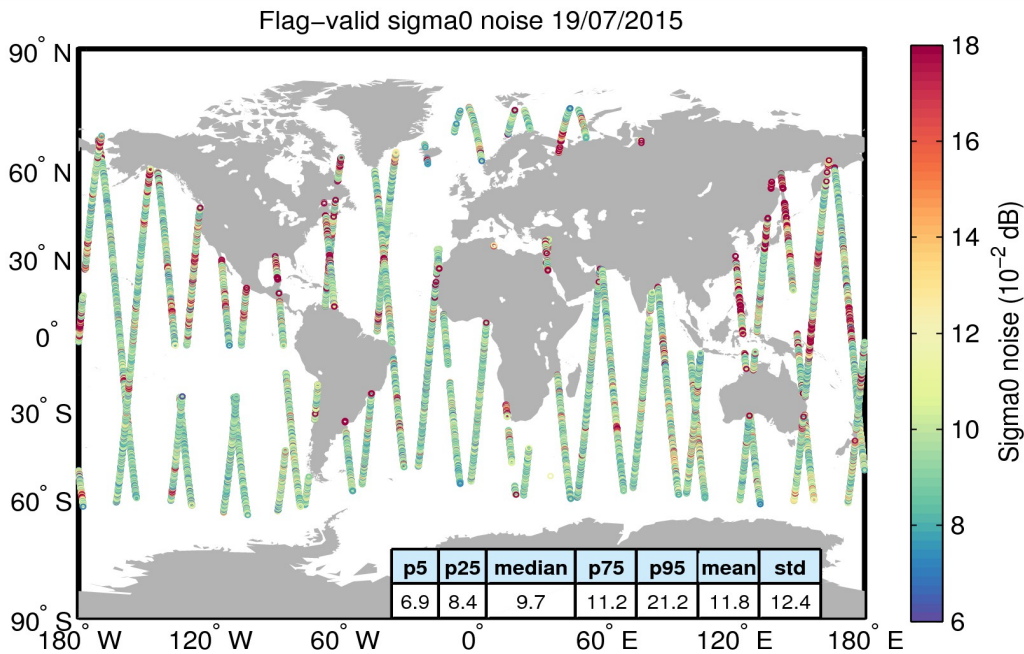 Flag−valid sigma0 noise 19/07/2015
90° N
60° N
30° N
0°
30° S
60° S
90° S
180° W
120° W
60° W
0°
60° E
120° E
180° E
p5 p25 median p75 p95 mean std
6.9 8.4 9.7 11.2 21.2 11.8 12.4
18
16
14
12
10
8
6
Sigma0 noise (10⁻² dB)